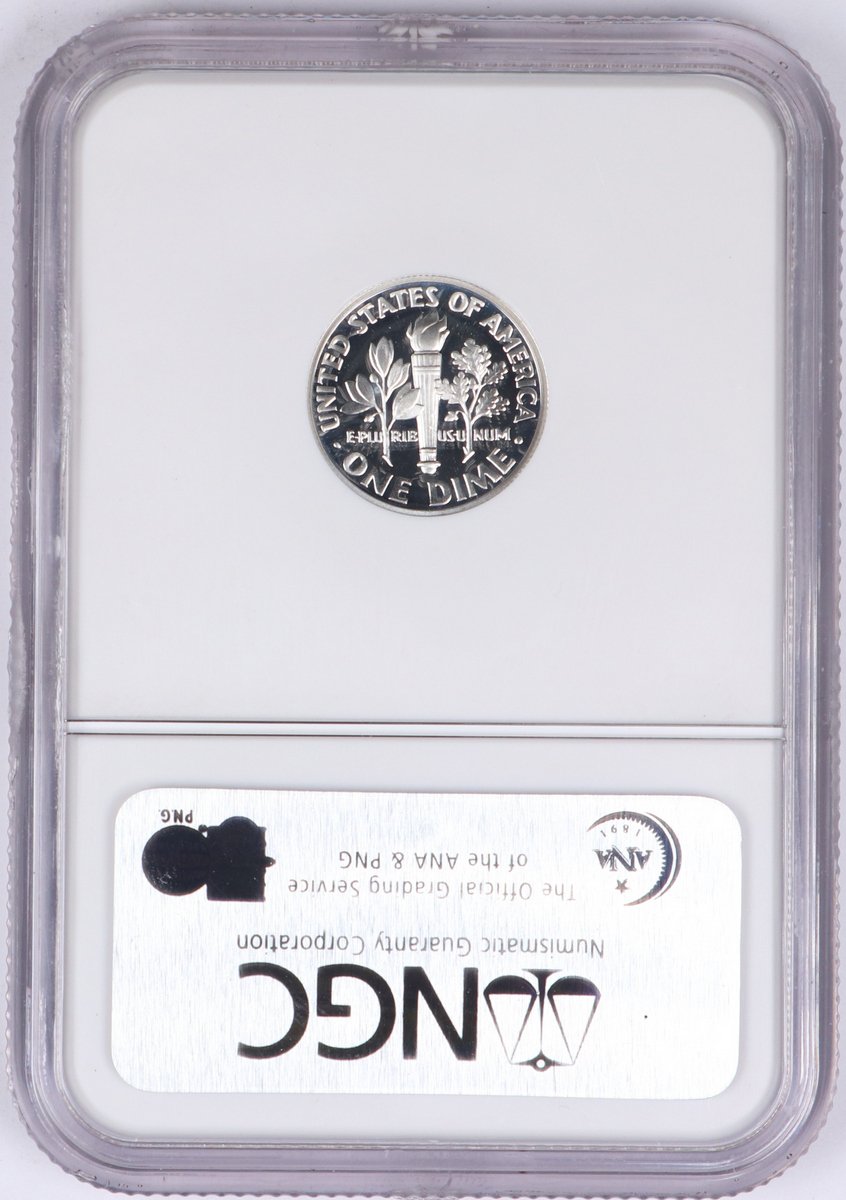 UNITED STATES OF AMERICA
E·PLURIBUS·UNUM
· ONE DIME ·
NGC
Numismatic Guaranty Corporation
The Official Grading Service
of the ANA & PNG
ANA
1891
PNG.